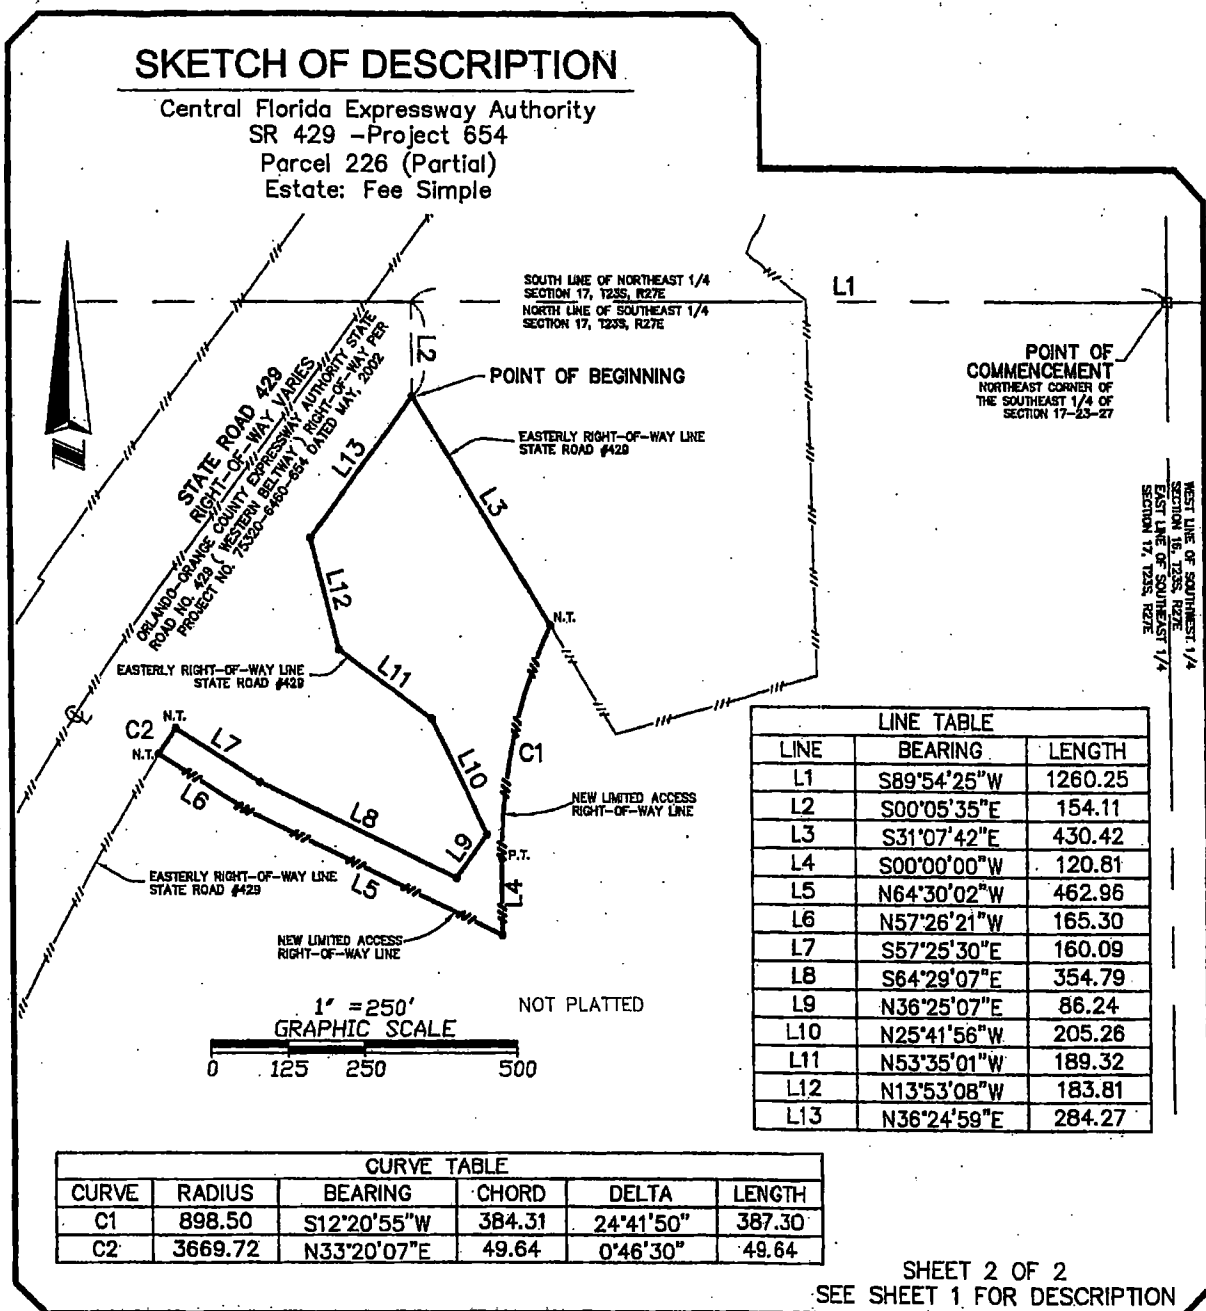 SKETCH OF DESCRIPTION
Central Florida Expressway Authority
SR 429 -Project 654
Parcel 226 (Partial)
Estate: Fee Simple
SOUTH LINE OF NORTHEAST 1/4
SECTION 17, T23S, R27E
NORTH LINE OF SOUTHEAST 1/4
SECTION 17, T23S, R27E
L1
L2
POINT OF
COMMENCEMENT
NORTHEAST CORNER OF
THE SOUTHEAST 1/4 OF
SECTION 17-23-27
POINT OF BEGINNING
STATE ROAD 429
RIGHT-OF-WAY VARIES
ORLANDO-ORANGE COUNTY EXPRESSWAY AUTHORITY STATE
ROAD NO. 429 ( WESTERN BELTWAY ) RIGHT-OF-WAY PER
PROJECT NO. 75320-6460-654 DATED MAY, 2002
EASTERLY RIGHT-OF-WAY LINE
STATE ROAD #429
L13
L3
WEST LINE OF SOUTHWEST 1/4
SECTION 16, T23S, R27E
EAST LINE OF SOUTHEAST 1/4
SECTION 17, T23S, R27E
L12
N.T.
EASTERLY RIGHT-OF-WAY LINE
STATE ROAD #429
L11
N.T.
C2
N.T.
L7
L10
C1
L6
L8
NEW LIMITED ACCESS
RIGHT-OF-WAY LINE
P.T.
L9
EASTERLY RIGHT-OF-WAY LINE
STATE ROAD #429
L5
L4
NEW LIMITED ACCESS
RIGHT-OF-WAY LINE
1" =250'
GRAPHIC SCALE
0 125 250 500
NOT PLATTED
LINE TABLE
LINE BEARING LENGTH
L1 S89°54'25"W 1260.25
L2 S00°05'35"E 154.11
L3 S31°07'42"E 430.42
L4 S00°00'00"W 120.81
L5 N64°30'02"W 462.96
L6 N57°26'21"W 165.30
L7 S57°25'30"E 160.09
L8 S64°29'07"E 354.79
L9 N36°25'07"E 86.24
L10 N25°41'56"W 205.26
L11 N53°35'01"W 189.32
L12 N13°53'08"W 183.81
L13 N36°24'59"E 284.27
CURVE TABLE
CURVE RADIUS BEARING CHORD DELTA LENGTH
C1 898.50 S12°20'55"W 384.31 24°41'50" 387.30
C2 3669.72 N33°20'07"E 49.64 0°46'30" 49.64
SHEET 2 OF 2
SEE SHEET 1 FOR DESCRIPTION